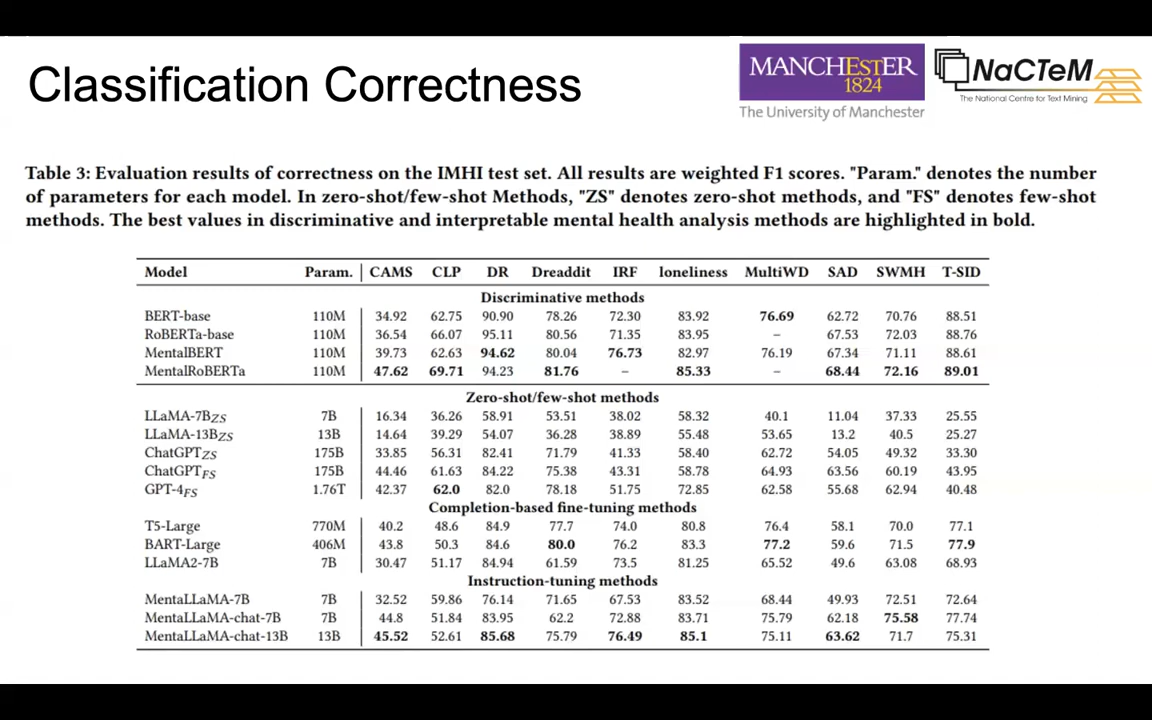 Classification Correctness
MANCHESTER
1824
The University of Manchester
NaCTeM
The National Centre for Text Mining
Table 3: Evaluation results of correctness on the IMHI test set. All results are weighted F1 scores. "Param." denotes the number
of parameters for each model. In zero-shot/few-shot Methods, "ZS" denotes zero-shot methods, and "FS" denotes few-shot
methods. The best values in discriminative and interpretable mental health analysis methods are highlighted in bold.
Model Param. CAMS CLP DR Dreaddit IRF loneliness MultiWD SAD SWMH T-SID
Discriminative methods
BERT-base 110M 34.92 62.75 90.90 78.26 72.30 83.92 76.69 62.72 70.76 88.51
RoBERTa-base 110M 36.54 66.07 95.11 80.56 71.35 83.95 – 67.53 72.03 88.76
MentalBERT 110M 39.73 62.63 94.62 80.04 76.73 82.97 76.19 67.34 71.11 88.61
MentalRoBERTa 110M 47.62 69.71 94.23 81.76 – 85.33 – 68.44 72.16 89.01
Zero-shot/few-shot methods
LLaMA-7BZS 7B 16.34 36.26 58.91 53.51 38.02 58.32 40.1 11.04 37.33 25.55
LLaMA-13BZS 13B 14.64 39.29 54.07 36.28 38.89 55.48 53.65 13.2 40.5 25.27
ChatGPTZS 175B 33.85 56.31 82.41 71.79 41.33 58.40 62.72 54.05 49.32 33.30
ChatGPTFS 175B 44.46 61.63 84.22 75.38 43.31 58.78 64.93 63.56 60.19 43.95
GPT-4FS 1.76T 42.37 62.0 82.0 78.18 51.75 72.85 62.58 55.68 62.94 40.48
Completion-based fine-tuning methods
T5-Large 770M 40.2 48.6 84.9 77.7 74.0 80.8 76.4 58.1 70.0 77.1
BART-Large 406M 43.8 50.3 84.6 80.0 76.2 83.3 77.2 59.6 71.5 77.9
LLaMA2-7B 7B 30.47 51.17 84.94 61.59 73.5 81.25 65.52 49.6 63.08 68.93
Instruction-tuning methods
MentaLLaMA-7B 7B 32.52 59.86 76.14 71.65 67.53 83.52 68.44 49.93 72.51 72.64
MentaLLaMA-chat-7B 7B 44.8 51.84 83.95 62.2 72.88 83.71 75.79 62.18 75.58 77.74
MentaLLaMA-chat-13B 13B 45.52 52.61 85.68 75.79 76.49 85.1 75.11 63.62 71.7 75.31